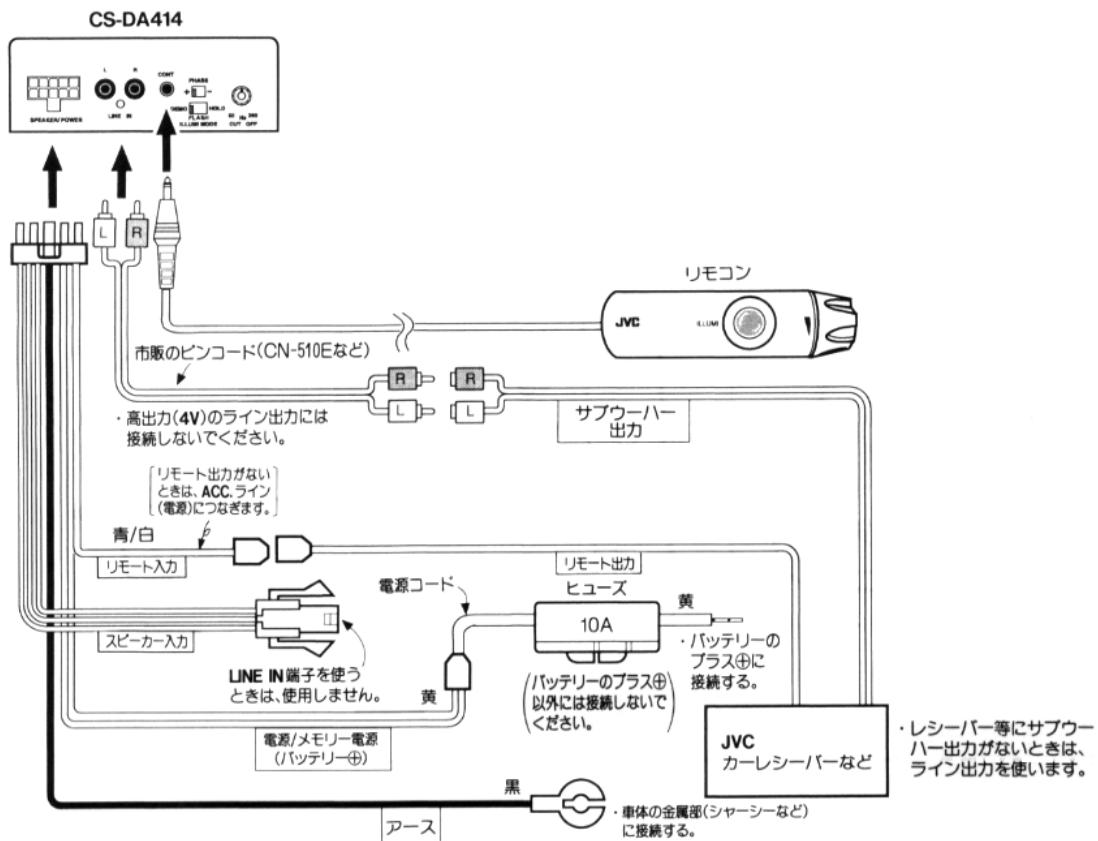 CS-DA414
L
R
CONT
PHASE
+
-
DEMO
HOLD
FLASH
ILLUMI MODE
SPEAKER/POWER
LINE IN
50
Hz
200
CUT OFF
L
R
リモコン
JVC
ILLUMI
市販のピンコード(CN-510Eなど)
R
R
L
L
サブウーハー
出力
・高出力(4V)のライン出力には
接続しないでください。
リモート出力がない
ときは、ACC.ライン
(電源)につなぎます。
青/白
リモート入力
リモート出力
電源コード
ヒューズ
10A
黄
・バッテリーの
プラス⊕に
接続する。
スピーカー入力
LINE IN端子を使う
ときは、使用しません。
(バッテリーのプラス⊕
以外には接続しないで
ください。)
黄
電源/メモリー電源
(バッテリー⊕)
JVC
カーレシーバーなど
・レシーバー等にサブウー
ハー出力がないときは、
ライン出力を使います。
黒
アース
・車体の金属部(シャーシーなど)
に接続する。